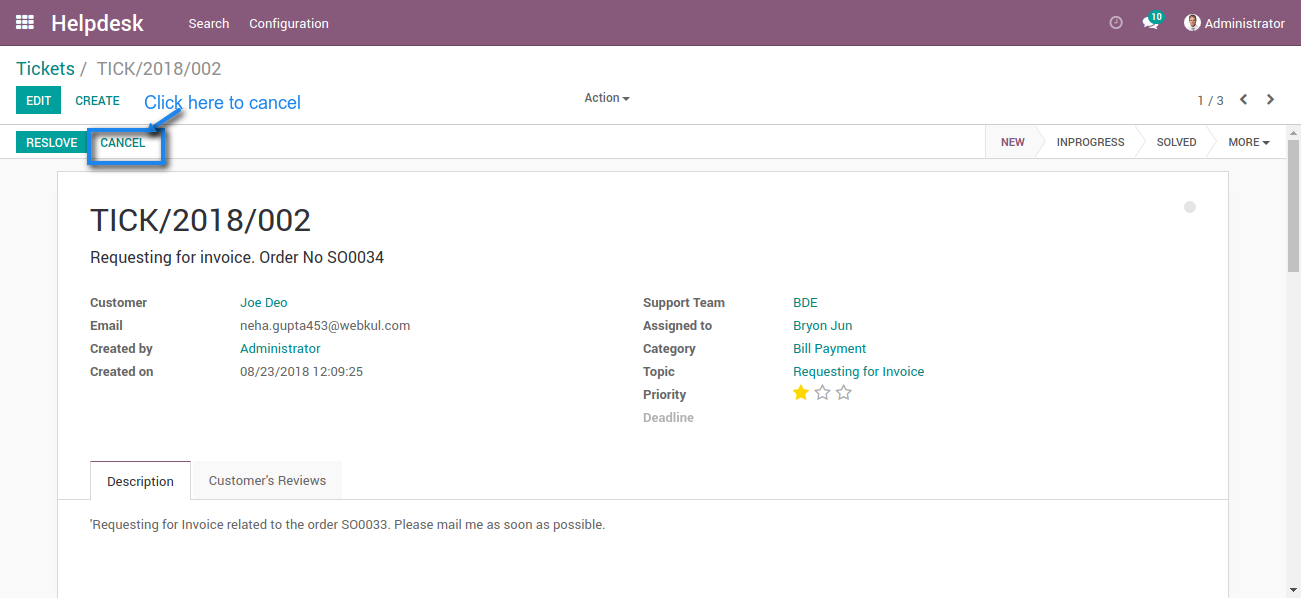 Helpdesk Search Configuration 10 Administrator
Tickets / TICK/2018/002
EDIT CREATE Click here to cancel Action 1 / 3
RESLOVE CANCEL NEW INPROGRESS SOLVED MORE
TICK/2018/002
Requesting for invoice. Order No SO0034
Customer Joe Deo Support Team BDE
Email neha.gupta453@webkul.com Assigned to Bryon Jun
Created by Administrator Category Bill Payment
Created on 08/23/2018 12:09:25 Topic Requesting for Invoice
Priority
Deadline
Description Customer's Reviews
'Requesting for Invoice related to the order SO0033. Please mail me as soon as possible.